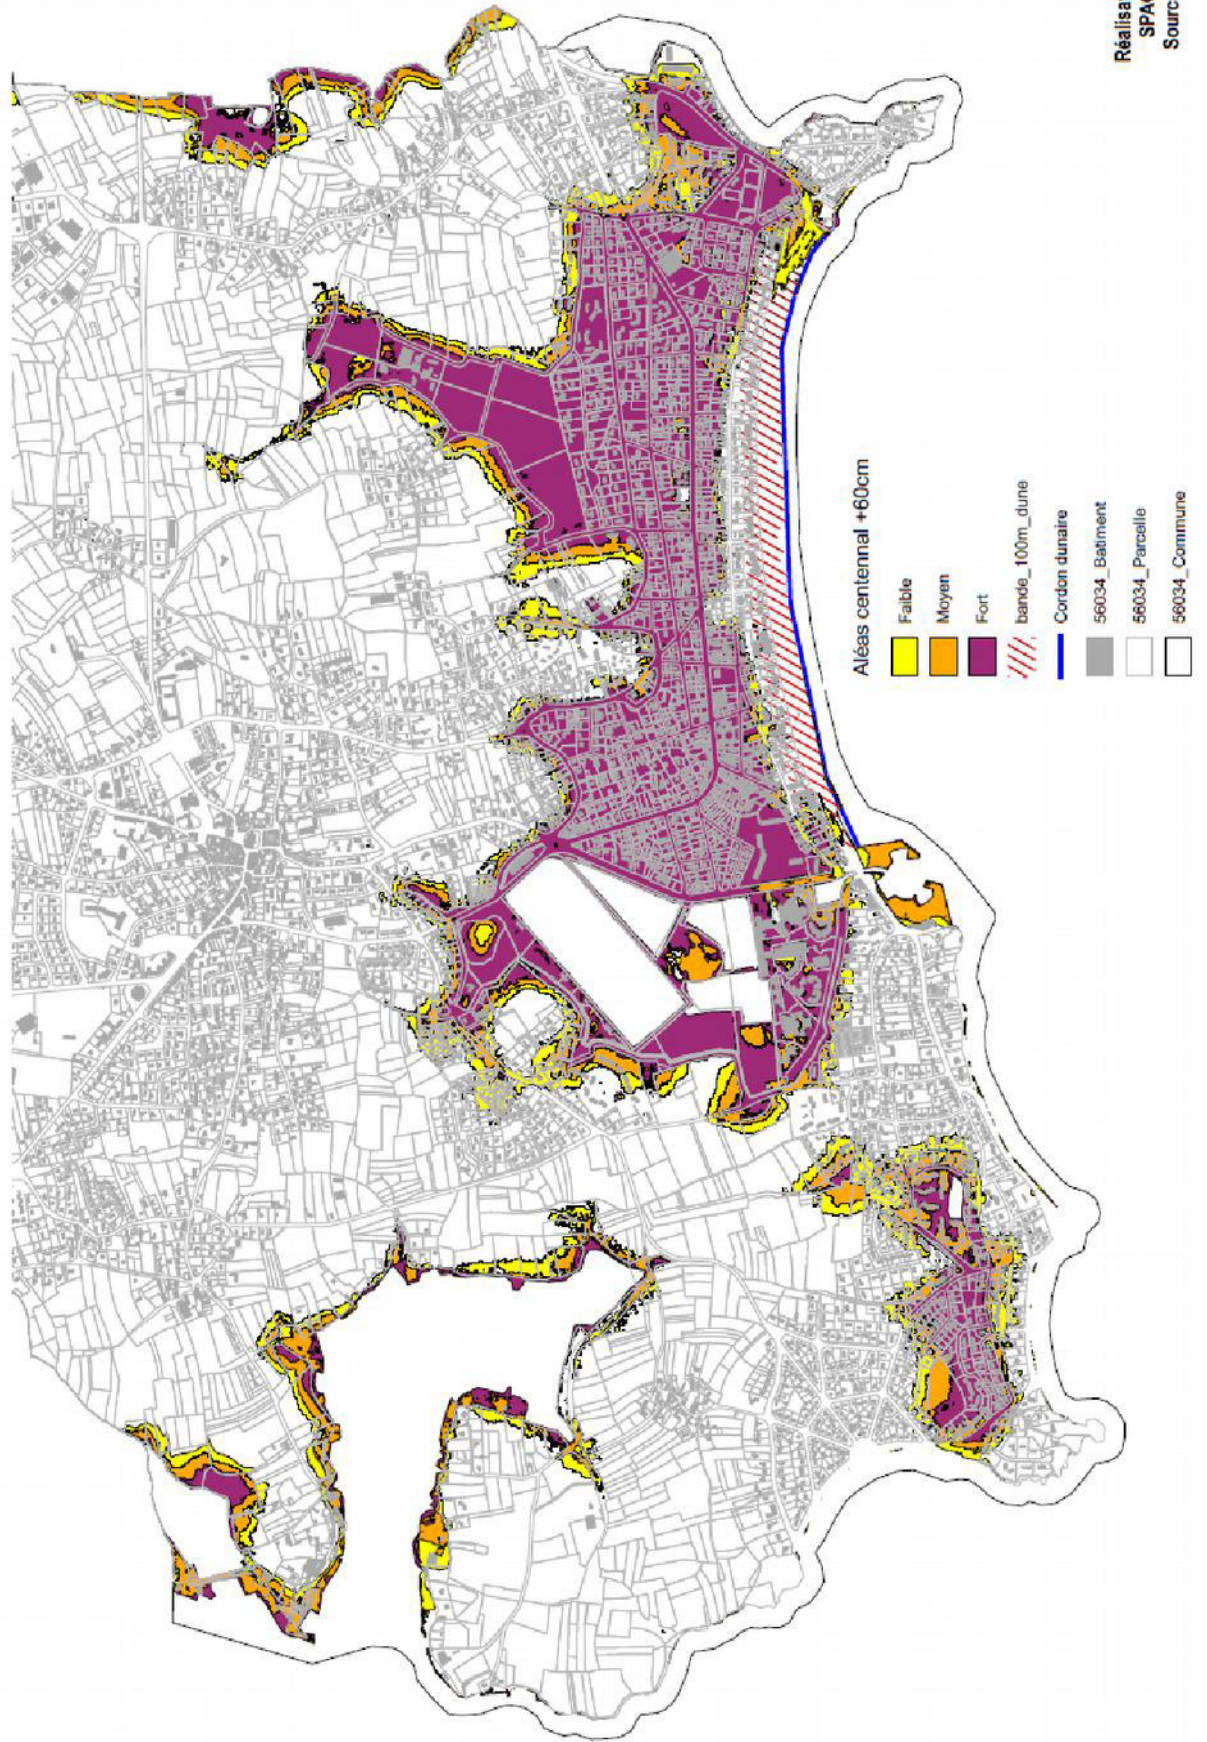 Aléas centennal +60cm
Faible
Moyen
Fort
bande_100m_dune
Cordon dunaire
56034_Batiment
56034_Parcelle
56034_Commune
Réalisa
SPA
Sourc